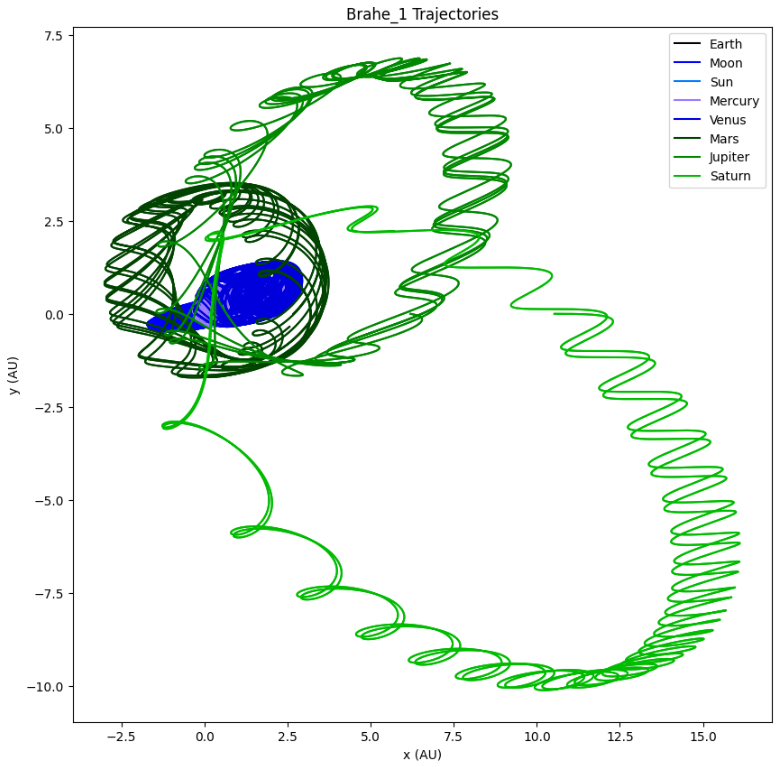 Brahe_1 Trajectories
Earth
Moon
Sun
Mercury
Venus
Mars
Jupiter
Saturn
7.5
5.0
2.5
0.0
−2.5
−5.0
−7.5
−10.0
y (AU)
−2.5 0.0 2.5 5.0 7.5 10.0 12.5 15.0
x (AU)